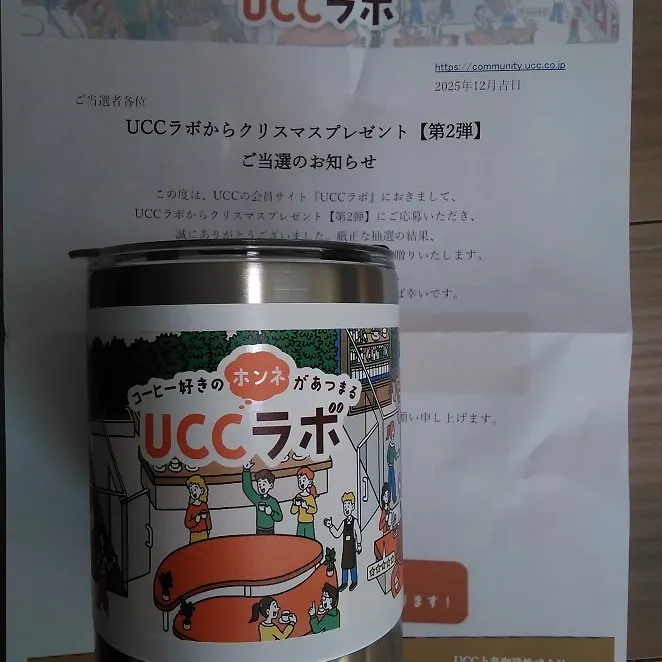 UCCラボ
https://community.ucc.co.jp
2025年12月吉日
ご当選者各位
UCCラボからクリスマスプレゼント【第2弾】
ご当選のお知らせ
この度は、UCCの会員サイト『UCCラボ』におきまして、
UCCラボからクリスマスプレゼント【第2弾】にご応募いただき、
誠にありがとうございました。厳正な抽選の結果、
贈りいたします。
ば幸いです。
願い申し上げます。
コーヒー好きのホンネがあつまる
UCCラボ
ます！